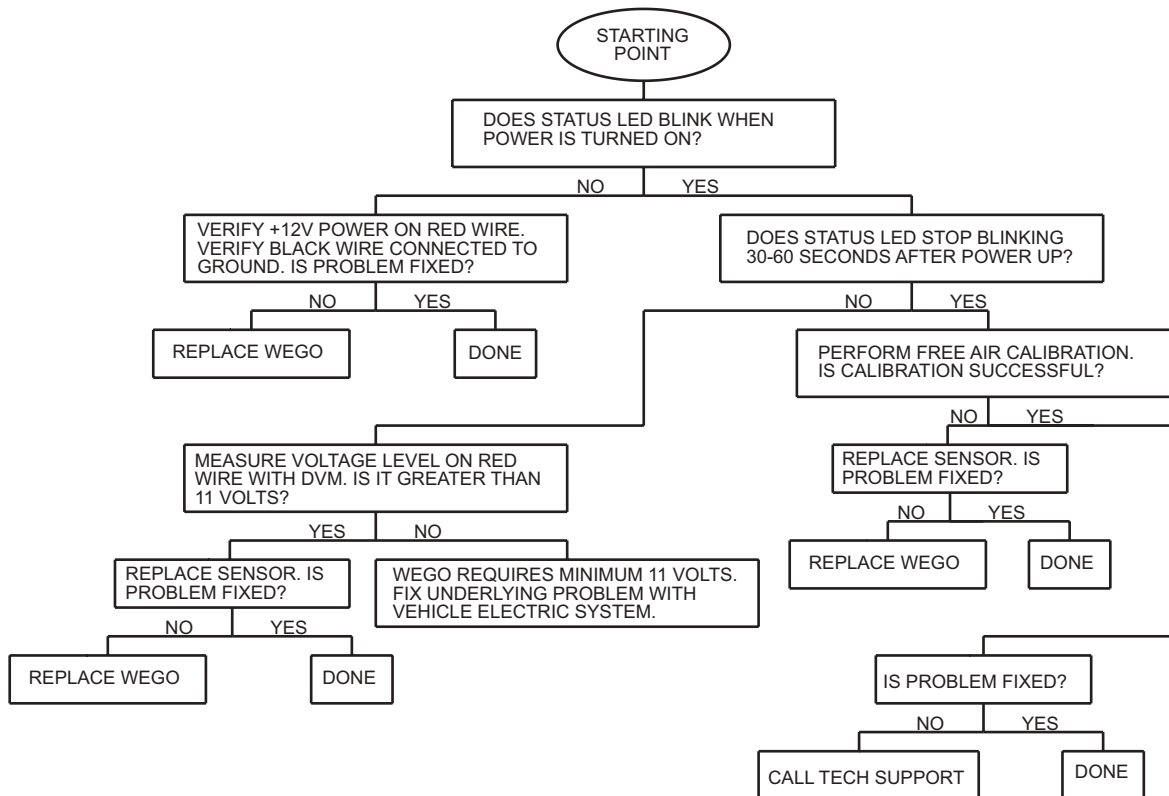 STARTING
POINT
DOES STATUS LED BLINK WHEN
POWER IS TURNED ON?
NO
YES
VERIFY +12V POWER ON RED WIRE.
VERIFY BLACK WIRE CONNECTED TO
GROUND. IS PROBLEM FIXED?
DOES STATUS LED STOP BLINKING
30-60 SECONDS AFTER POWER UP?
NO
YES
NO
YES
REPLACE WEGO
DONE
PERFORM FREE AIR CALIBRATION.
IS CALIBRATION SUCCESSFUL?
NO
YES
MEASURE VOLTAGE LEVEL ON RED
WIRE WITH DVM. IS IT GREATER THAN
11 VOLTS?
REPLACE SENSOR. IS
PROBLEM FIXED?
NO
YES
YES
NO
REPLACE WEGO
DONE
REPLACE SENSOR. IS
PROBLEM FIXED?
WEGO REQUIRES MINIMUM 11 VOLTS.
FIX UNDERLYING PROBLEM WITH
VEHICLE ELECTRIC SYSTEM.
NO
YES
REPLACE WEGO
DONE
IS PROBLEM FIXED?
NO
YES
CALL TECH SUPPORT
DONE